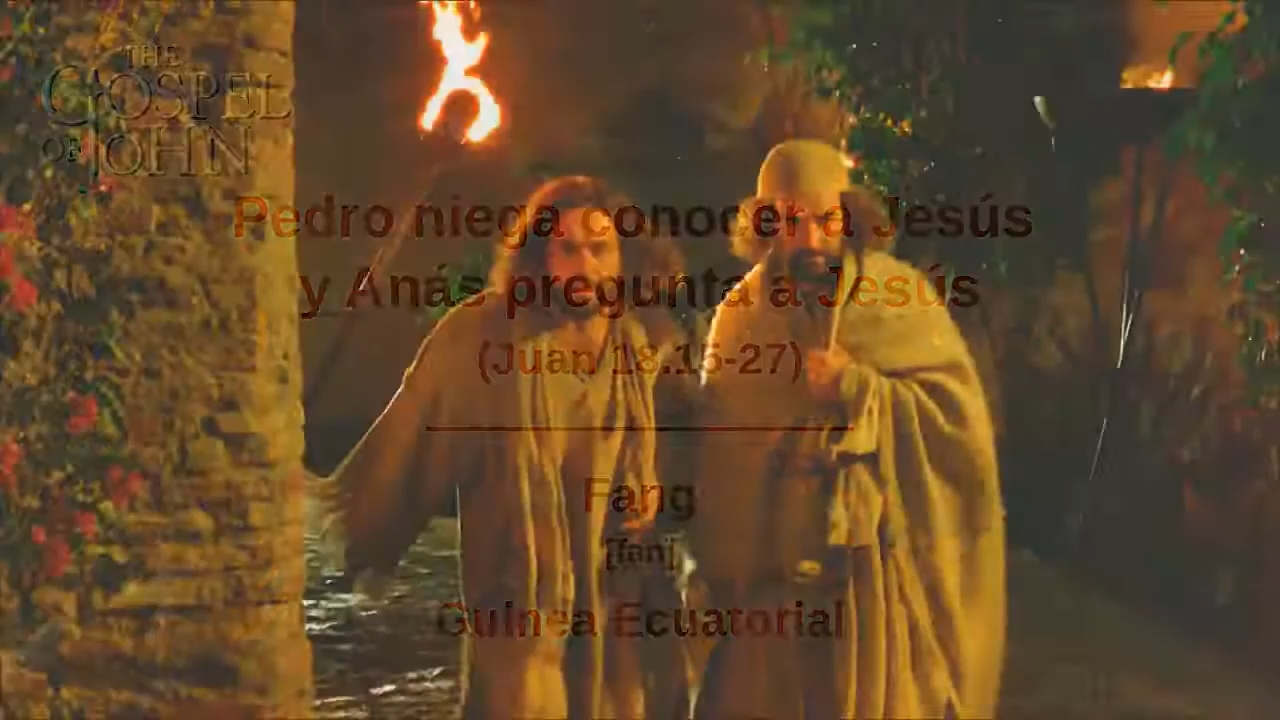 THE
GOSPEL
OF JOHN
Pedro niega conocer a Jesús
y Anás pregunta a Jesús
(Juan 18.15-27)
Fang
[fan]
Guinea Ecuatorial